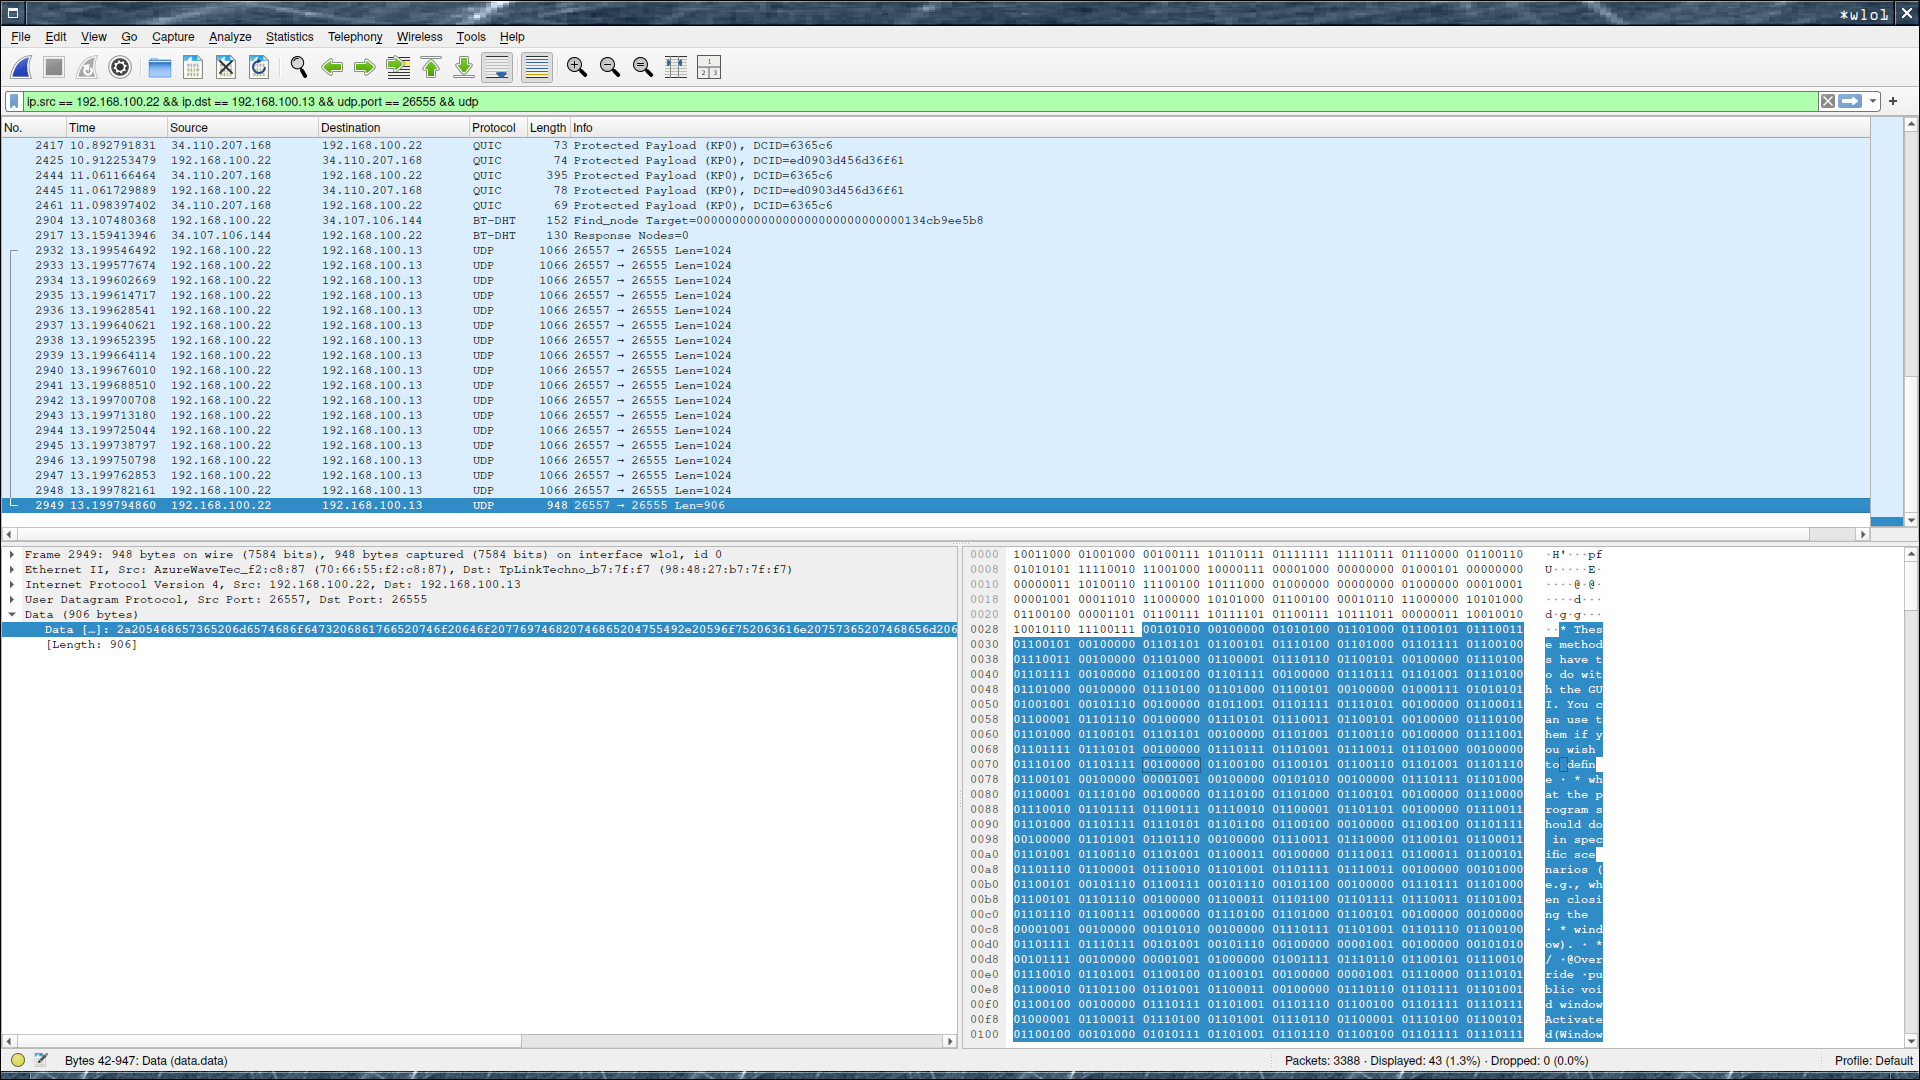 *wlo1
File Edit View Go Capture Analyze Statistics Telephony Wireless Tools Help
ip.src == 192.168.100.22 && ip.dst == 192.168.100.13 && udp.port == 26555 && udp
No. Time Source Destination Protocol Length Info
2417 10.892791831 34.110.207.168 192.168.100.22 QUIC 73 Protected Payload (KP0), DCID=6365c6
2425 10.912253479 192.168.100.22 34.110.207.168 QUIC 74 Protected Payload (KP0), DCID=ed0903d456d36f61
2444 11.061166464 34.110.207.168 192.168.100.22 QUIC 395 Protected Payload (KP0), DCID=6365c6
2445 11.061729889 192.168.100.22 34.110.207.168 QUIC 78 Protected Payload (KP0), DCID=ed0903d456d36f61
2461 11.098397402 34.110.207.168 192.168.100.22 QUIC 69 Protected Payload (KP0), DCID=6365c6
2904 13.107480368 192.168.100.22 34.107.106.144 BT-DHT 152 Find_node Target=
2917 13.159413946 34.107.106.144 192.168.100.22 BT-DHT 130 Response Nodes=0
2932 13.199546492 192.168.100.22 192.168.100.13 UDP 1066 26557 → 26555 Len=1024
2933 13.199577674 192.168.100.22 192.168.100.13 UDP 1066 26557 → 26555 Len=1024
2934 13.199602669 192.168.100.22 192.168.100.13 UDP 1066 26557 → 26555 Len=1024
2935 13.199614717 192.168.100.22 192.168.100.13 UDP 1066 26557 → 26555 Len=1024
2936 13.199628541 192.168.100.22 192.168.100.13 UDP 1066 26557 → 26555 Len=1024
2937 13.199640621 192.168.100.22 192.168.100.13 UDP 1066 26557 → 26555 Len=1024
2938 13.199652395 192.168.100.22 192.168.100.13 UDP 1066 26557 → 26555 Len=1024
2939 13.199664114 192.168.100.22 192.168.100.13 UDP 1066 26557 → 26555 Len=1024
2940 13.199676010 192.168.100.22 192.168.100.13 UDP 1066 26557 → 26555 Len=1024
2941 13.199688510 192.168.100.22 192.168.100.13 UDP 1066 26557 → 26555 Len=1024
2942 13.199700708 192.168.100.22 192.168.100.13 UDP 1066 26557 → 26555 Len=1024
2943 13.199713180 192.168.100.22 192.168.100.13 UDP 1066 26557 → 26555 Len=1024
2944 13.199725044 192.168.100.22 192.168.100.13 UDP 1066 26557 → 26555 Len=1024
2945 13.199738797 192.168.100.22 192.168.100.13 UDP 1066 26557 → 26555 Len=1024
2946 13.199750798 192.168.100.22 192.168.100.13 UDP 1066 26557 → 26555 Len=1024
2947 13.199762853 192.168.100.22 192.168.100.13 UDP 1066 26557 → 26555 Len=1024
2948 13.199782161 192.168.100.22 192.168.100.13 UDP 1066 26557 → 26555 Len=1024
2949 13.199794860 192.168.100.22 192.168.100.13 UDP 948 26557 → 26555 Len=906
Frame 2949: 948 bytes on wire (7584 bits), 948 bytes captured (7584 bits) on interface wlo1, id 0
Ethernet II, Src: AzureWaveTec_f2:c8:87 (70:66:55:f2:c8:87), Dst: TpLinkTechno_b7:7f:f7 (98:48:27:b7:7f:f7)
Internet Protocol Version 4, Src: 192.168.100.22, Dst: 192.168.100.13
User Datagram Protocol, Src Port: 26557, Dst Port: 26555
Data (906 bytes)
Data […]: 2a205468657365206d6574686f6473206861766520746f20646f207769746820746865204755492e20596f752063616e20757365207468656d206
[Length: 906]
0000 10011000 01001000 00100111 10110111 01111111 11110111 01110000 01100110 ·H'···pf
0008 01010101 11110010 11001000 10000111 00001000 00000000 01000101 00000000 U·····E·
0010 00000011 10100110 11100100 10111000 01000000 00000000 01000000 00010001 ····@·@·
0018 00001001 00011011 11000000 10101000 01100100 00010110 11000000 10101000 ····d···
0020 01100100 00001101 01100111 10111101 01100111 10111011 00000011 10010010 d·g·g···
0028 10010110 11100111 00101010 00100000 01010100 01101000 01100101 01110011 ··* Thes
0030 01100101 00100000 01101101 01100101 01110100 01101000 01101111 01100100 e method
0038 01110011 00100000 01101000 01100001 01110110 01100101 00100000 01110100 s have t
0040 01101111 00100000 01100100 01101111 00100000 01110111 01101001 01110100 o do wit
0048 01101000 00100000 01110100 01101000 01100101 00100000 01000111 01010101 h the GU
0050 01001001 00101110 00100000 01011001 01101111 01110101 00100000 01100011 I. You c
0058 01100001 01101110 00100000 01110101 01110011 01100101 00100000 01110100 an use t
0060 01101000 01100101 01101101 00100000 01101001 01100110 00100000 01111001 hem if y
0068 01101111 01110101 00100000 01110111 01101001 01110011 01101000 00100000 ou wish
0070 01110100 01101111 00100000 01100100 01100101 01100110 01101001 01101110 to defin
0078 01100101 00100000 00001001 00100000 00101010 00100000 01110111 01101000 e · * wh
0080 01100001 01110100 00100000 01110100 01101000 01100101 00100000 01110000 at the p
0088 01110010 01101111 01100111 01110010 01100001 01101101 00100000 01110011 rogram s
0090 01101000 01101111 01110101 01101100 01100100 00100000 01100100 01101111 hould do
0098 00100000 01101001 01101110 00100000 01110011 01110000 01100101 01100011 in spec
00a0 01101001 01100110 01101001 01100011 00100000 01110011 01100011 01100101 ific sce
00a8 01101110 01100001 01110010 01101001 01101111 01110011 00100000 00101000 narios (
00b0 01100101 00101110 01100111 00101110 00101100 00100000 01110111 01101000 e.g., wh
00b8 01100101 01101110 00100000 01100011 01101100 01101111 01110011 01101001 en closi
00c0 01101110 01100111 00100000 01110100 01101000 01100101 00100000 00100000 ng the
00c8 00001001 00100000 00101010 00100000 01110111 01101001 01101110 01100100 · * wind
00d0 01101111 01110111 00101001 00101110 00100000 00001001 00100000 00101010 ow). · *
00d8 00101111 00100000 00001001 01000000 01001111 01110110 01100101 01110010 / ·@Over
00e0 01110010 01101001 01100100 01100101 00100000 00001001 01110000 01110101 ride ·pu
00e8 01100010 01101100 01101001 01100011 00100000 01110110 01101111 01101001 blic voi
00f0 01100100 00100000 01110111 01101001 01101110 01100100 01101111 01110111 d window
00f8 01000001 01100011 01110100 01101001 01110110 01100001 01110100 01100101 Activate
0100 01100100 00101000 01010111 01101001 01101110 01100100 01101111 01110111 d(Window
Bytes 42-947: Data (data.data) Packets: 3388 · Displayed: 43 (1.3%) · Dropped: 0 (0.0%) Profile: Default